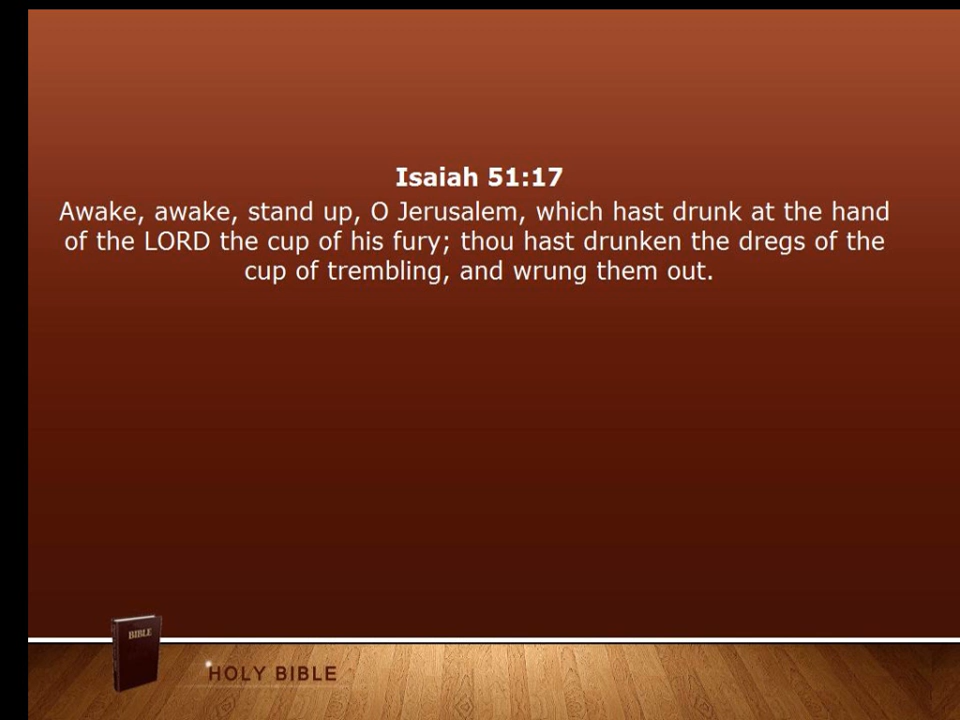 Isaiah 51:17
Awake, awake, stand up, O Jerusalem, which hast drunk at the hand
of the LORD the cup of his fury; thou hast drunken the dregs of the
cup of trembling, and wrung them out.
BIBLE
HOLY BIBLE